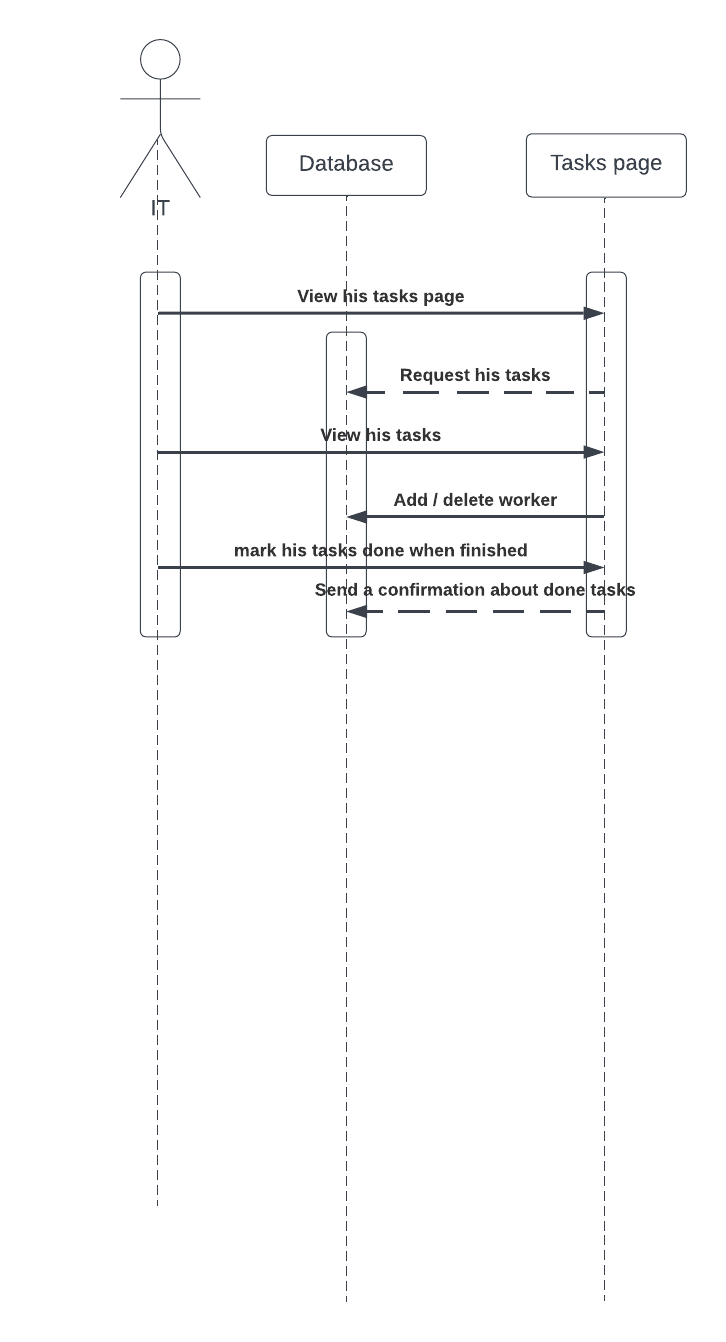 IT
Database
Tasks page
View his tasks page
Request his tasks
View his tasks
Add / delete worker
mark his tasks done when finished
Send a confirmation about done tasks